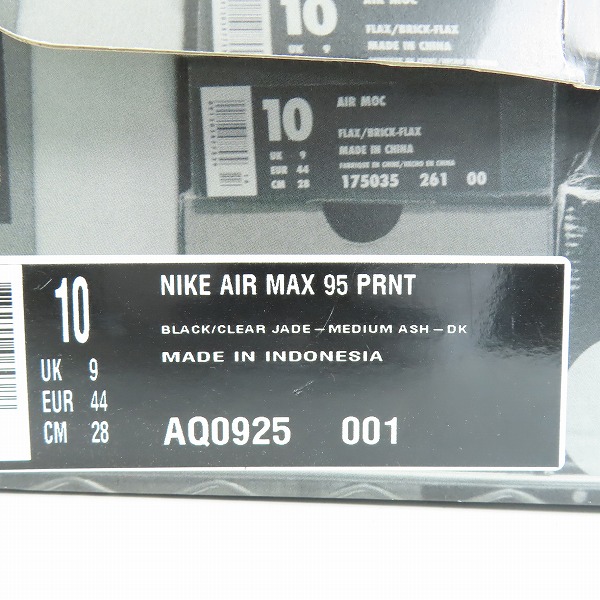 10
UK 9
FLAX/BRICK-FLAX
MADE IN CHINA
10
AIR MOC
FLAX/BRICK-FLAX
MADE IN CHINA
UK 9
EUR 44
CM 28
175035 261 00
10
NIKE AIR MAX 95 PRNT
BLACK/CLEAR JADE-MEDIUM ASH-DK
MADE IN INDONESIA
UK 9
EUR 44
CM 28
AQ0925 001